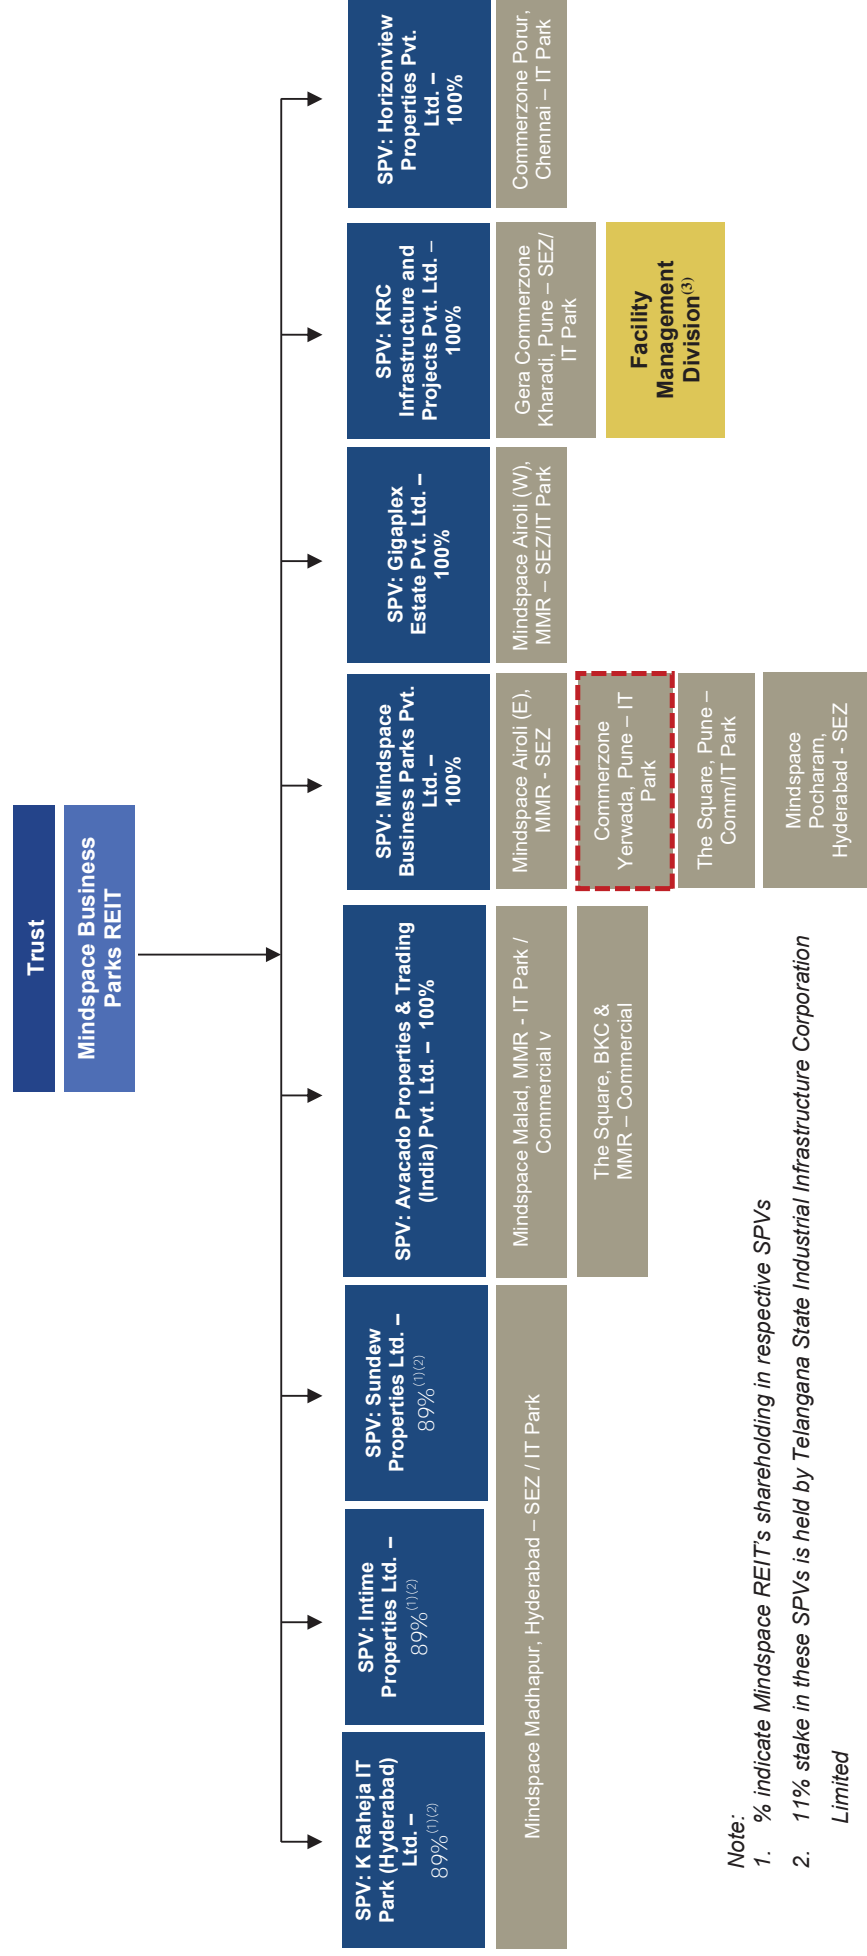 Trust
Mindspace Business
Parks REIT
SPV: K Raheja IT
Park (Hyderabad)
Ltd. –
89%(1)(2)
SPV: Intime
Properties Ltd. –
89%(1)(2)
SPV: Sundew
Properties Ltd. –
89%(1)(2)
Mindspace Madhapur, Hyderabad – SEZ / IT Park
SPV: Avacado Properties & Trading
(India) Pvt. Ltd. – 100%
Mindspace Malad, MMR - IT Park /
Commercial v
The Square, BKC &
MMR – Commercial
SPV: Mindspace
Business Parks Pvt.
Ltd. –
100%
Mindspace Airoli (E),
MMR - SEZ
Commerzone
Yerwada, Pune – IT
Park
The Square, Pune –
Comm/IT Park
Mindspace
Pocharam,
Hyderabad - SEZ
SPV: Gigaplex
Estate Pvt. Ltd. –
100%
Mindspace Airoli (W),
MMR – SEZ/IT Park
SPV: KRC
Infrastructure and
Projects Pvt. Ltd. –
100%
Gera Commerzone
Kharadi, Pune – SEZ/
IT Park
Facility
Management
Division(3)
SPV: Horizonview
Properties Pvt.
Ltd. –
100%
Commerzone Porur,
Chennai – IT Park
Note:
1. % indicate Mindspace REIT's shareholding in respective SPVs
2. 11% stake in these SPVs is held by Telangana State Industrial Infrastructure Corporation
Limited